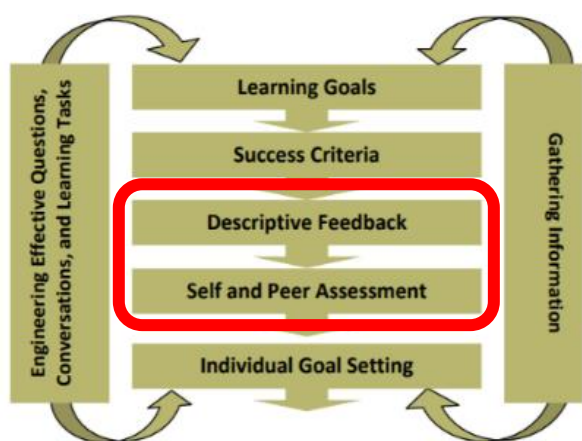 Engineering Effective Questions,
Conversations, and Learning Tasks
Learning Goals
Success Criteria
Descriptive Feedback
Self and Peer Assessment
Individual Goal Setting
Gathering Information